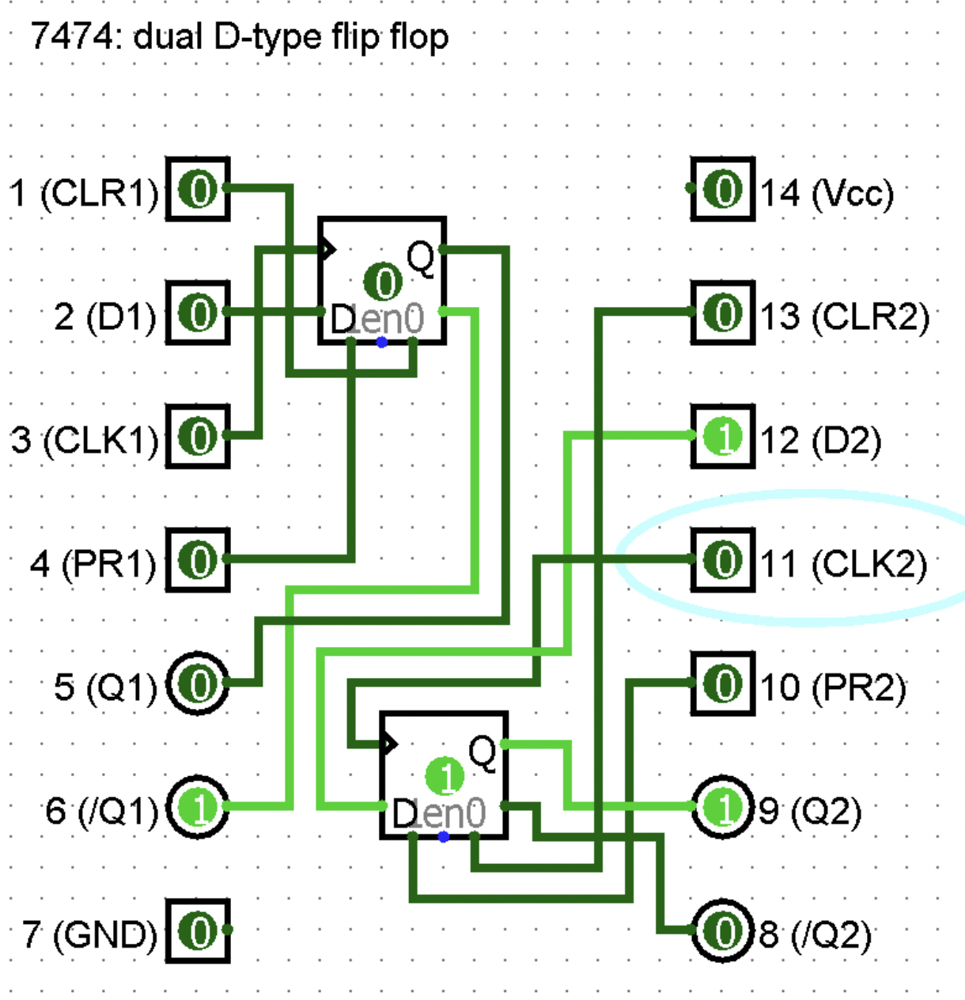 7474: dual D-type flip flop
1 (CLR1) 0
0 14 (Vcc)
Q
0
2 (D1) 0
D en0
0 13 (CLR2)
3 (CLK1) 0
1 12 (D2)
4 (PR1) 0
0 11 (CLK2)
5 (Q1) 0
0 10 (PR2)
Q
1
6 (/Q1) 1
D en0
1 9 (Q2)
7 (GND) 0
0 8 (/Q2)